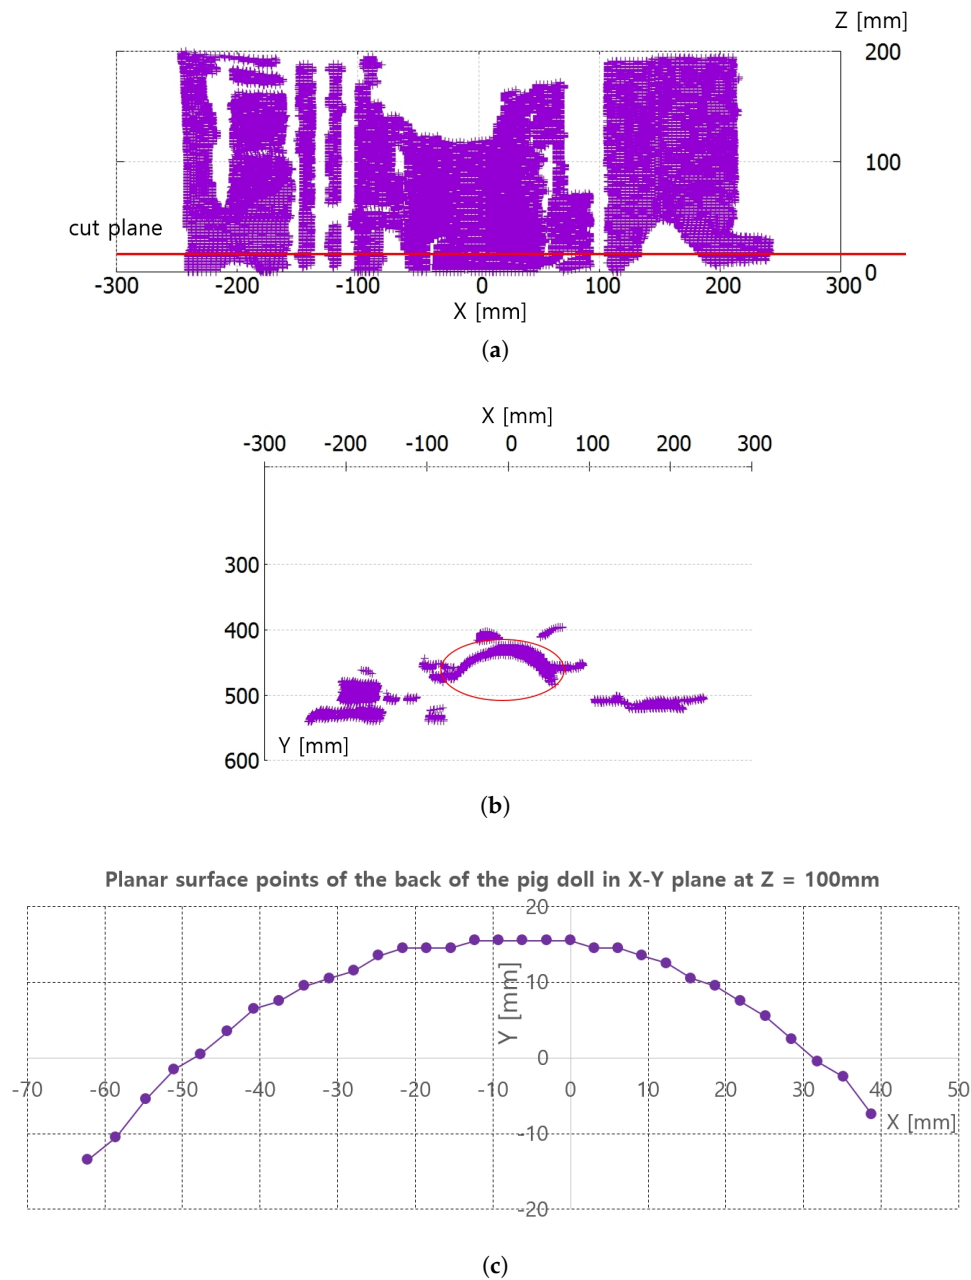 Z [mm]
200
100
cut plane
0
-300 -200 -100 0 100 200 300
X [mm]
(a)
X [mm]
-300 -200 -100 0 100 200 300
300
400
500
Y [mm]
600
(b)
Planar surface points of the back of the pig doll in X-Y plane at Z = 100mm
20
10
Y [mm]
0
-70 -60 -50 -40 -30 -20 -10 0 10 20 30 40 50
X [mm]
-10
-20
(c)